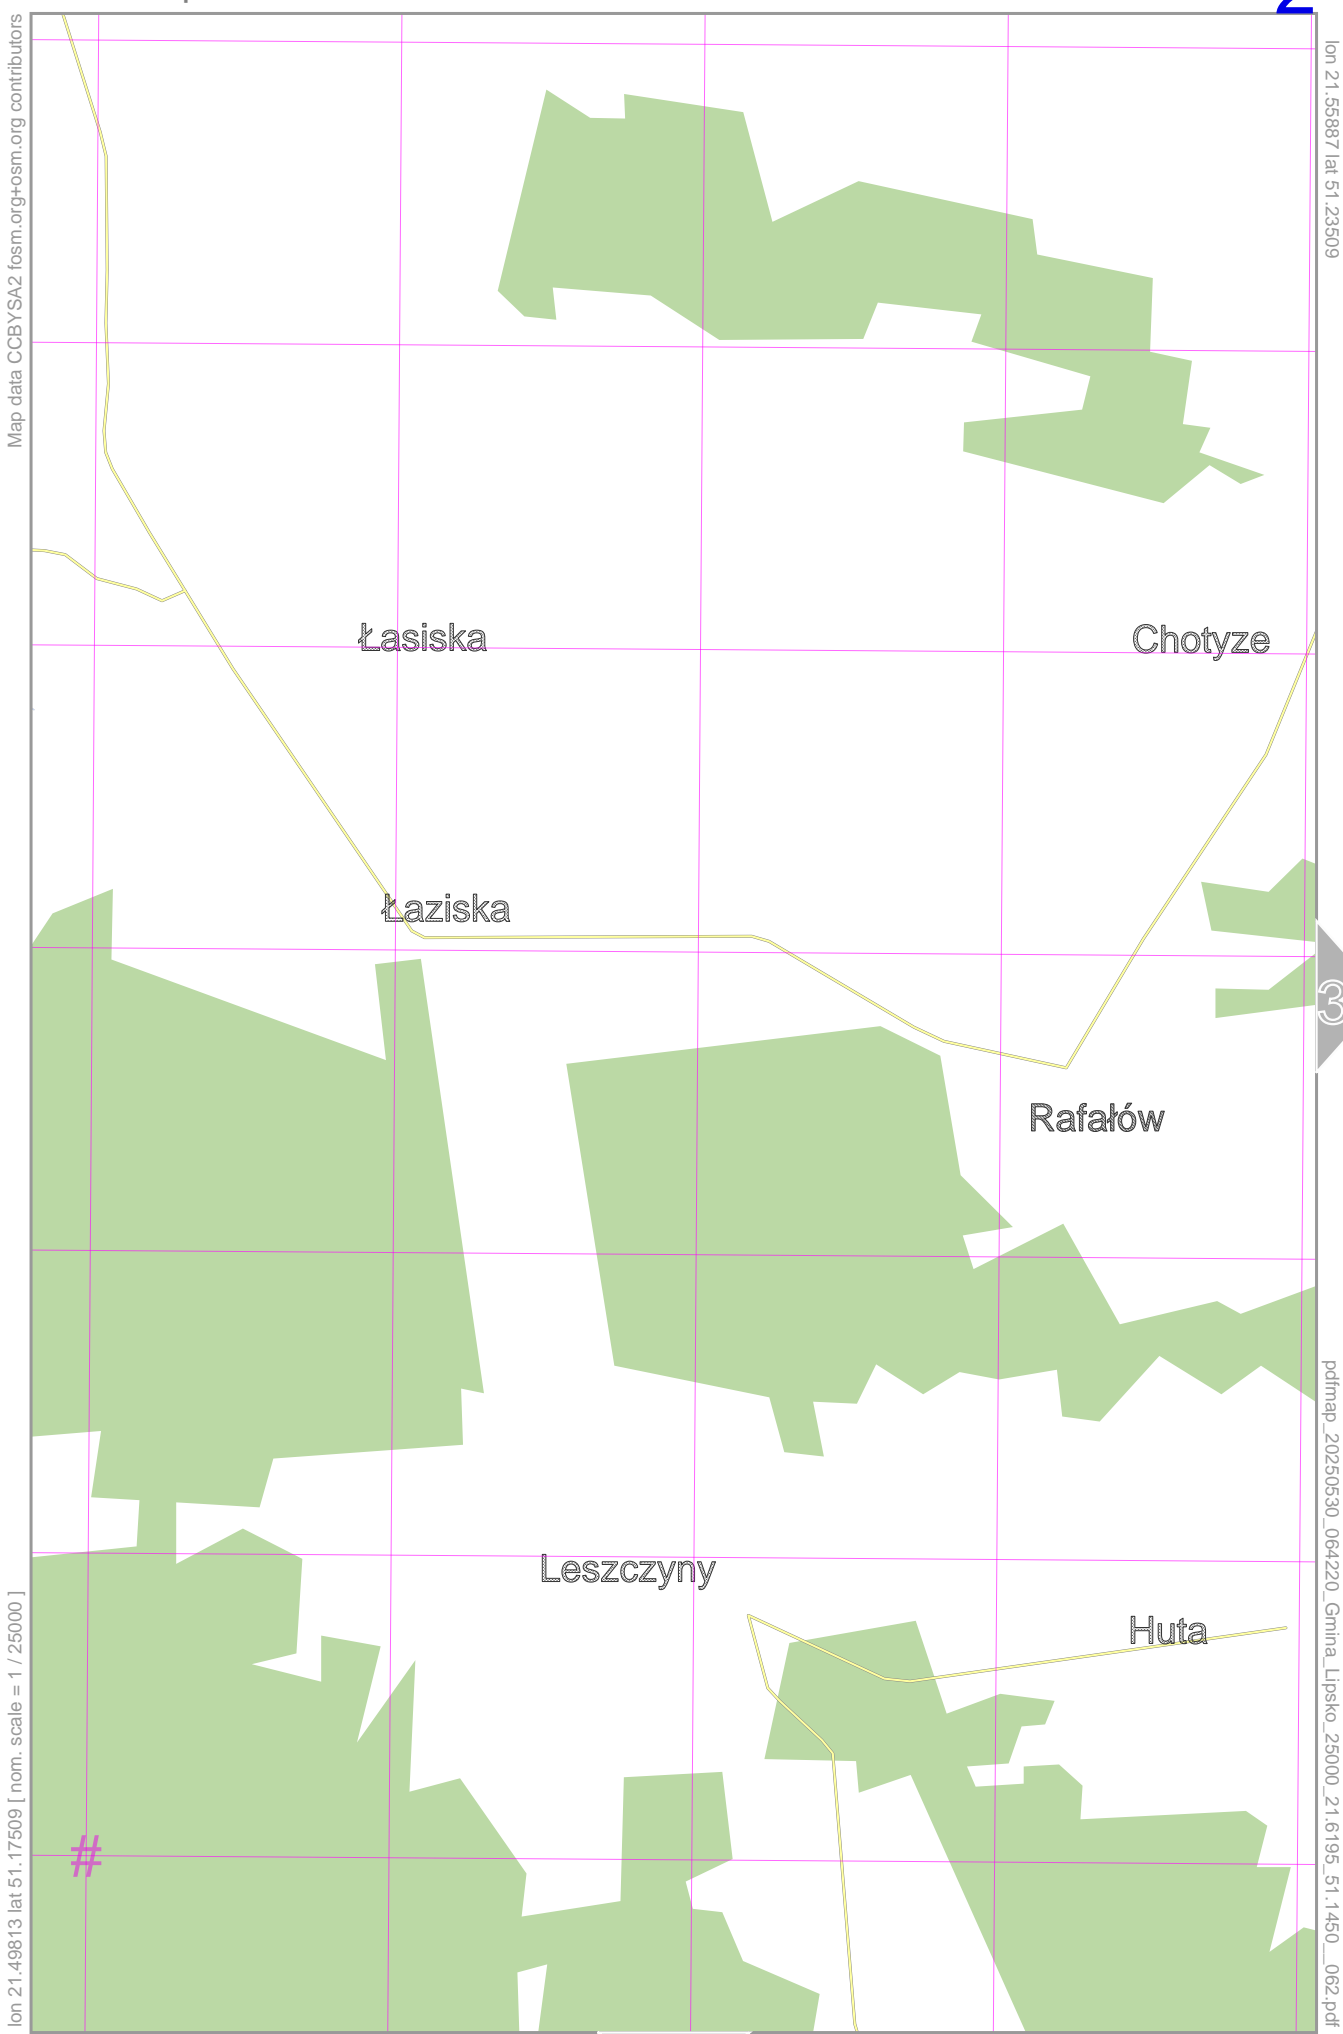 Map data CCBYSA2 fosm.org+osm.org contributors
lon 21.55887 lat 51.23509
Łasiska
Chotyze
Łaziska
3
Rafałów
Leszczyny
Huta
#
lon 21.49813 lat 51.17509 [ nom. scale = 1 / 25000 ]
pdfmap_20250530_064220_Gmina_Lipsko_25000_21.6195_51.1450__062.pdf